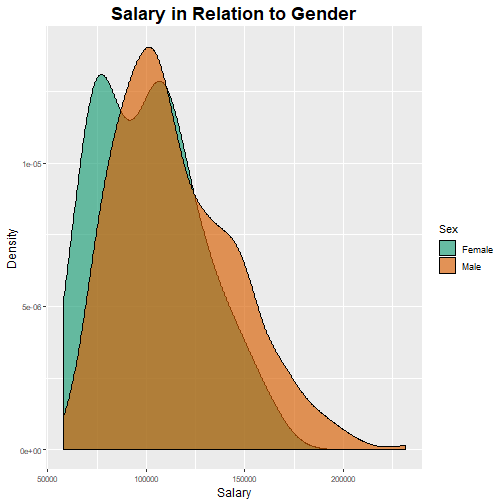 Salary in Relation to Gender
Density
1e-05
5e-06
0e+00
50000 100000 150000 200000
Salary
Sex
Female
Male